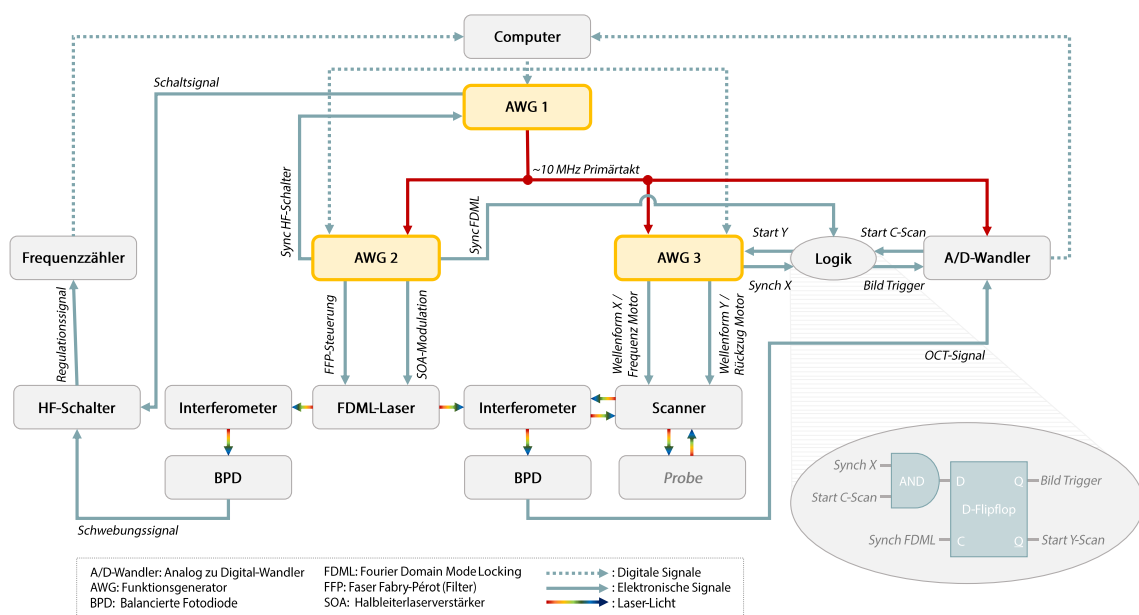 Computer
Schaltsignal
AWG 1
~10 MHz Primärtakt
Sync HF-Schalter
SyncFDML
Start Y
Start C-Scan
Frequenzzähler
AWG 2
AWG 3
Logik
A/D-Wandler
Synch X
Bild Trigger
Regulationssignal
FFP-Steuerung
SOA-Modulation
Wellenform X /
Frequenz Motor
Wellenform Y /
Rückzug Motor
OCT-Signal
HF-Schalter
Interferometer
FDML-Laser
Interferometer
Scanner
BPD
BPD
Probe
Schwebungssignal
Synch X
Start C-Scan
AND
D
Q
Bild Trigger
D-Flipflop
Synch FDML
C
Q
Start Y-Scan
A/D-Wandler: Analog zu Digital-Wandler
AWG: Funktionsgenerator
BPD: Balancierte Fotodiode
FDML: Fourier Domain Mode Locking
FFP: Faser Fabry-Pérot (Filter)
SOA: Halbleiterlaserverstärker
: Digitale Signale
: Elektronische Signale
: Laser-Licht